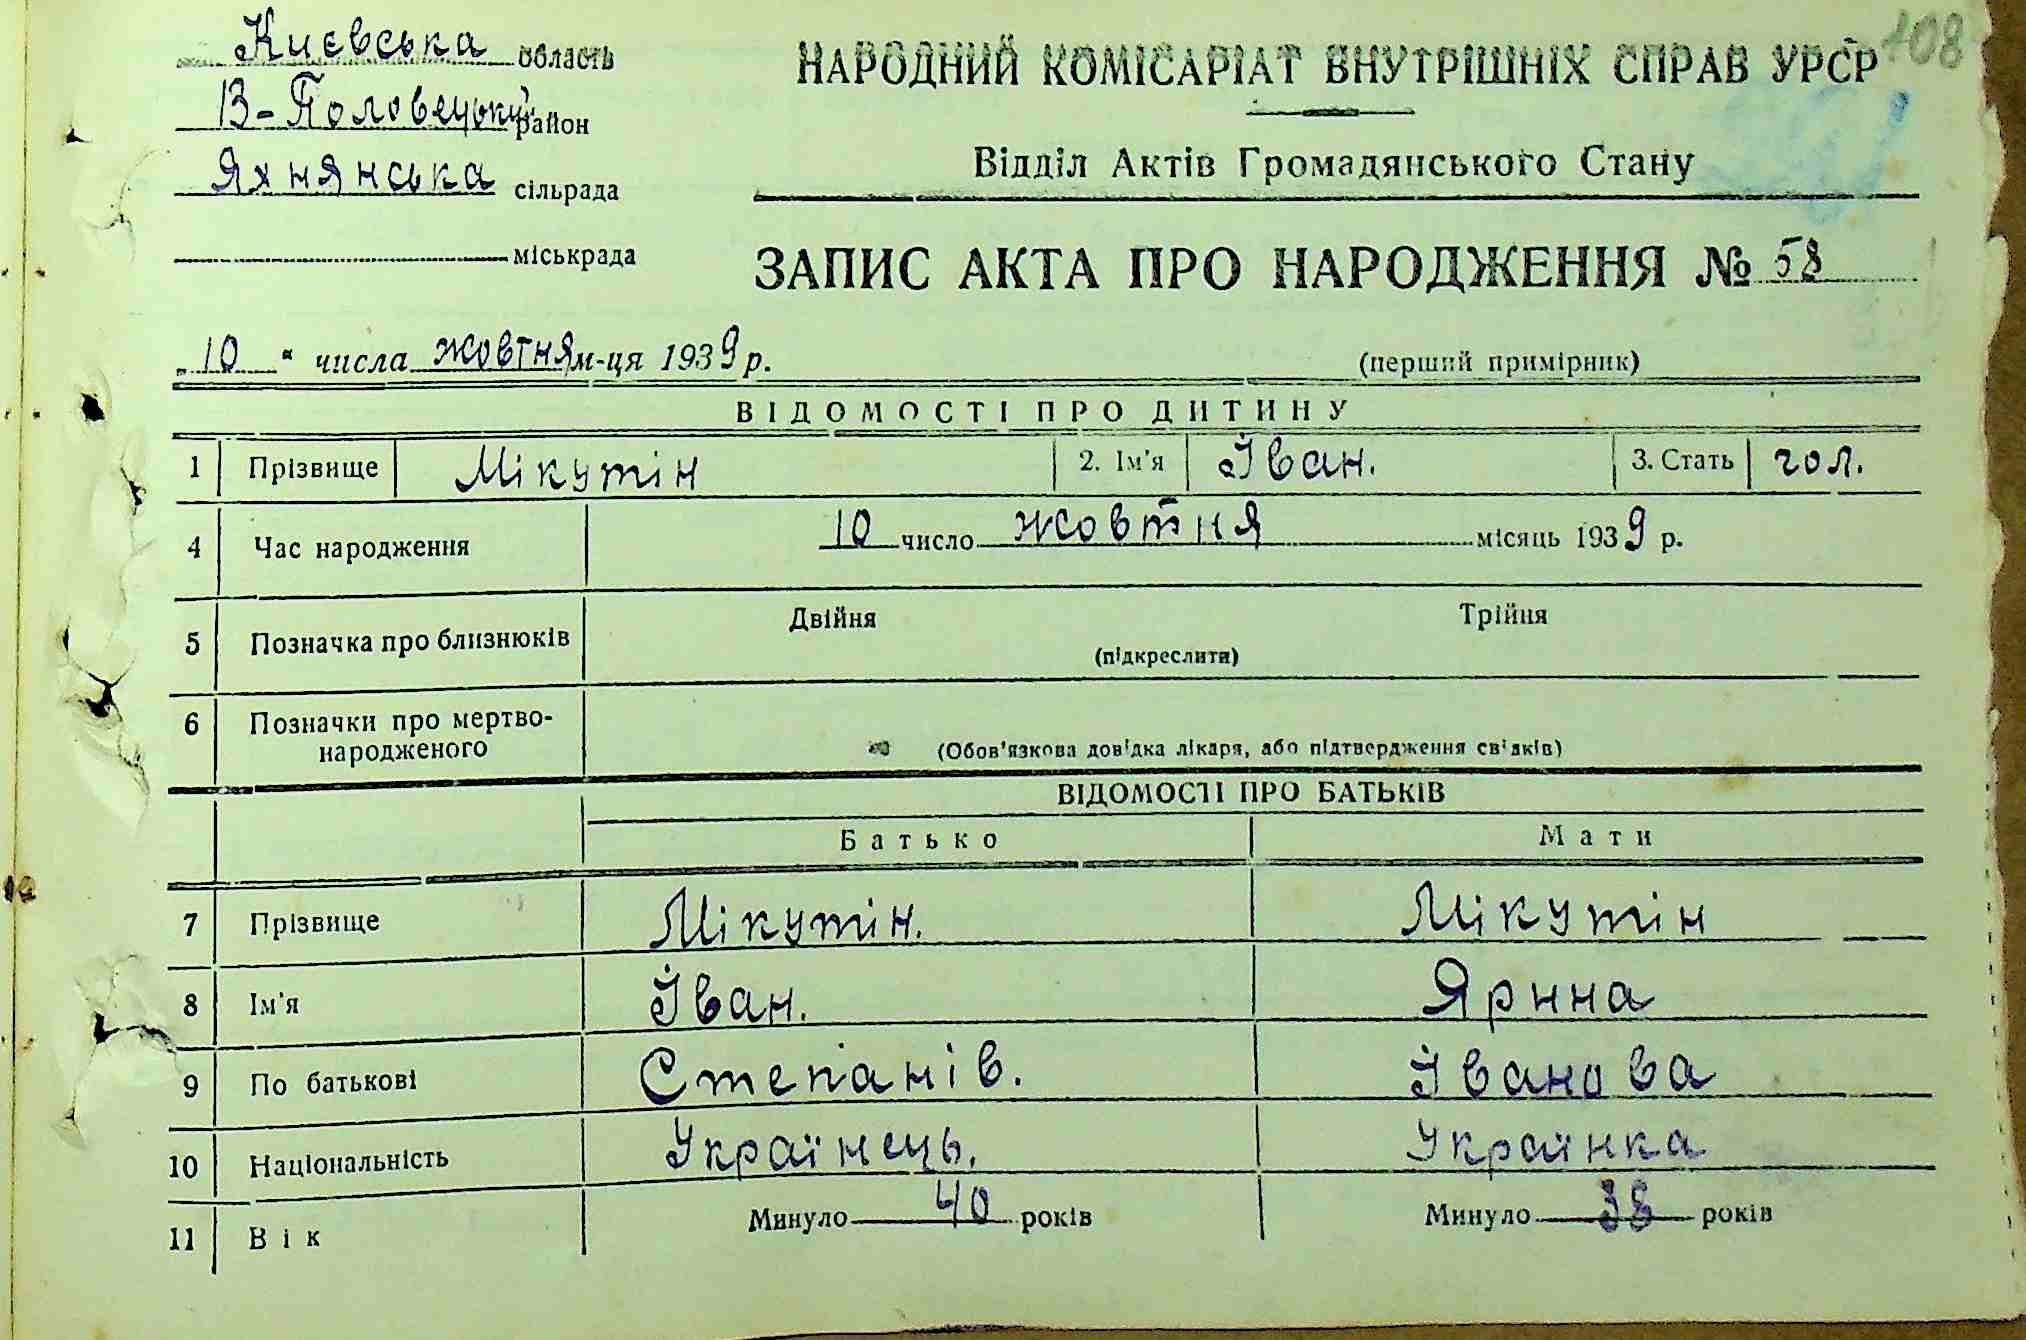 108
Києвська область
В-Половецький район
Яхнянська сільрада
міськрада
НАРОДНИЙ КОМІСАРІАТ ВНУТРІШНІХ СПРАВ УРСР
Відділ Актів Громадянського Стану
ЗАПИС АКТА ПРО НАРОДЖЕННЯ № 58
„10“ числа жовтня м-ця 1939 р. (перший примірник)
ВІДОМОСТІ ПРО ДИТИНУ
1 Прізвище Мікутін 2. Ім'я Іван. 3. Стать чол.
4 Час народження 10 число жовтня місяць 1939 р.
5 Позначка про близнюків Двійня Трійня
(підкреслити)
6 Позначки про мертво-
народженого (Обов'язкова довідка лікаря, або підтвердження свідків)
ВІДОМОСТІ ПРО БАТЬКІВ
Батько Мати
7 Прізвище Мікутін. Мікутін
8 Ім'я Іван. Ярина
9 По батькові Степанів. Іванова
10 Національність Українець. Українка
11 Вік Минуло 40 років Минуло 38 років